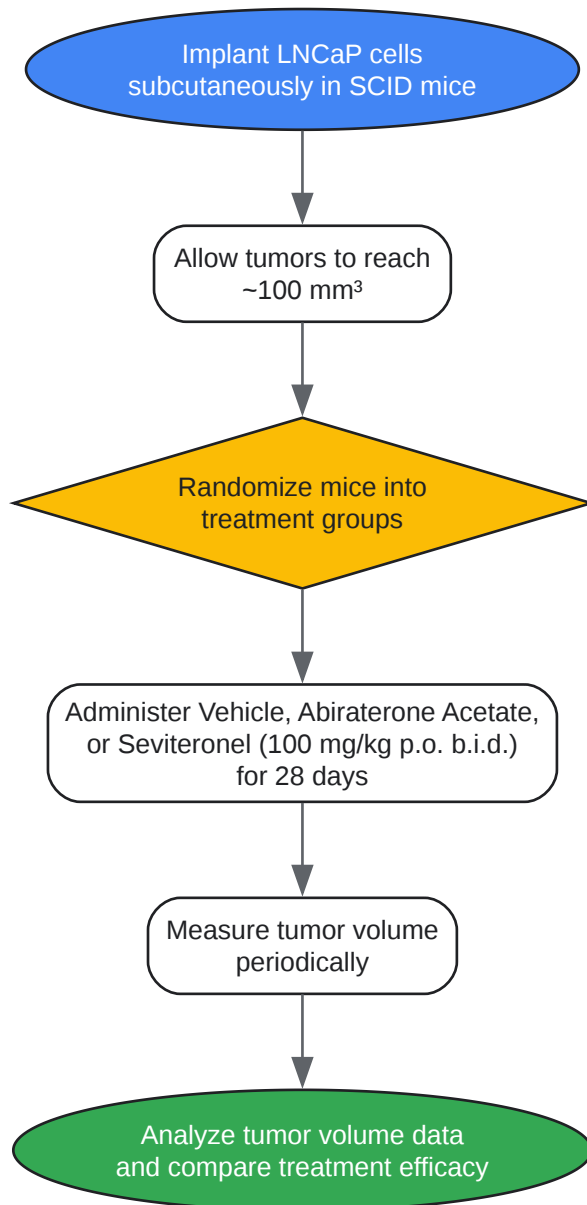 Implant LNCaP cells
subcutaneously in SCID mice
Allow tumors to reach
~100 mm³
Randomize mice into
treatment groups
Administer Vehicle, Abiraterone Acetate,
or Seviteronel (100 mg/kg p.o. b.i.d.)
for 28 days
Measure tumor volume
periodically
Analyze tumor volume data
and compare treatment efficacy